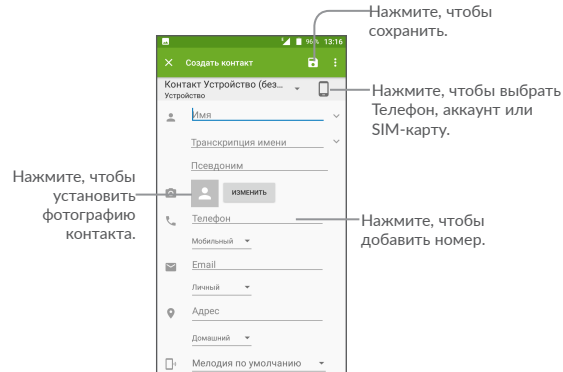 Нажмите, чтобы
сохранить.
96% 13:16
Создать контакт
Контакт Устройство (без...
Устройство
Нажмите, чтобы выбрать
Телефон, аккаунт или
SIM-карту.
Имя
Транскрипция имени
Псевдоним
Нажмите, чтобы
установить
фотографию
контакта.
ИЗМЕНИТЬ
Телефон
Нажмите, чтобы
добавить номер.
Мобильный
Email
Личный
Адрес
Домашний
Мелодия по умолчанию